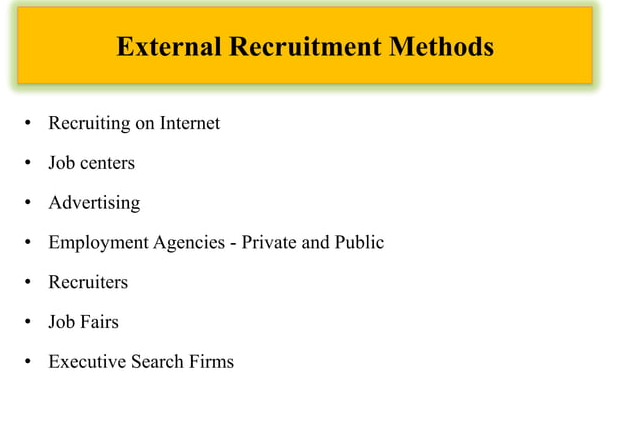 External Recruitment Methods
• Recruiting on Internet
• Job centers
• Advertising
• Employment Agencies - Private and Public
• Recruiters
• Job Fairs
• Executive Search Firms